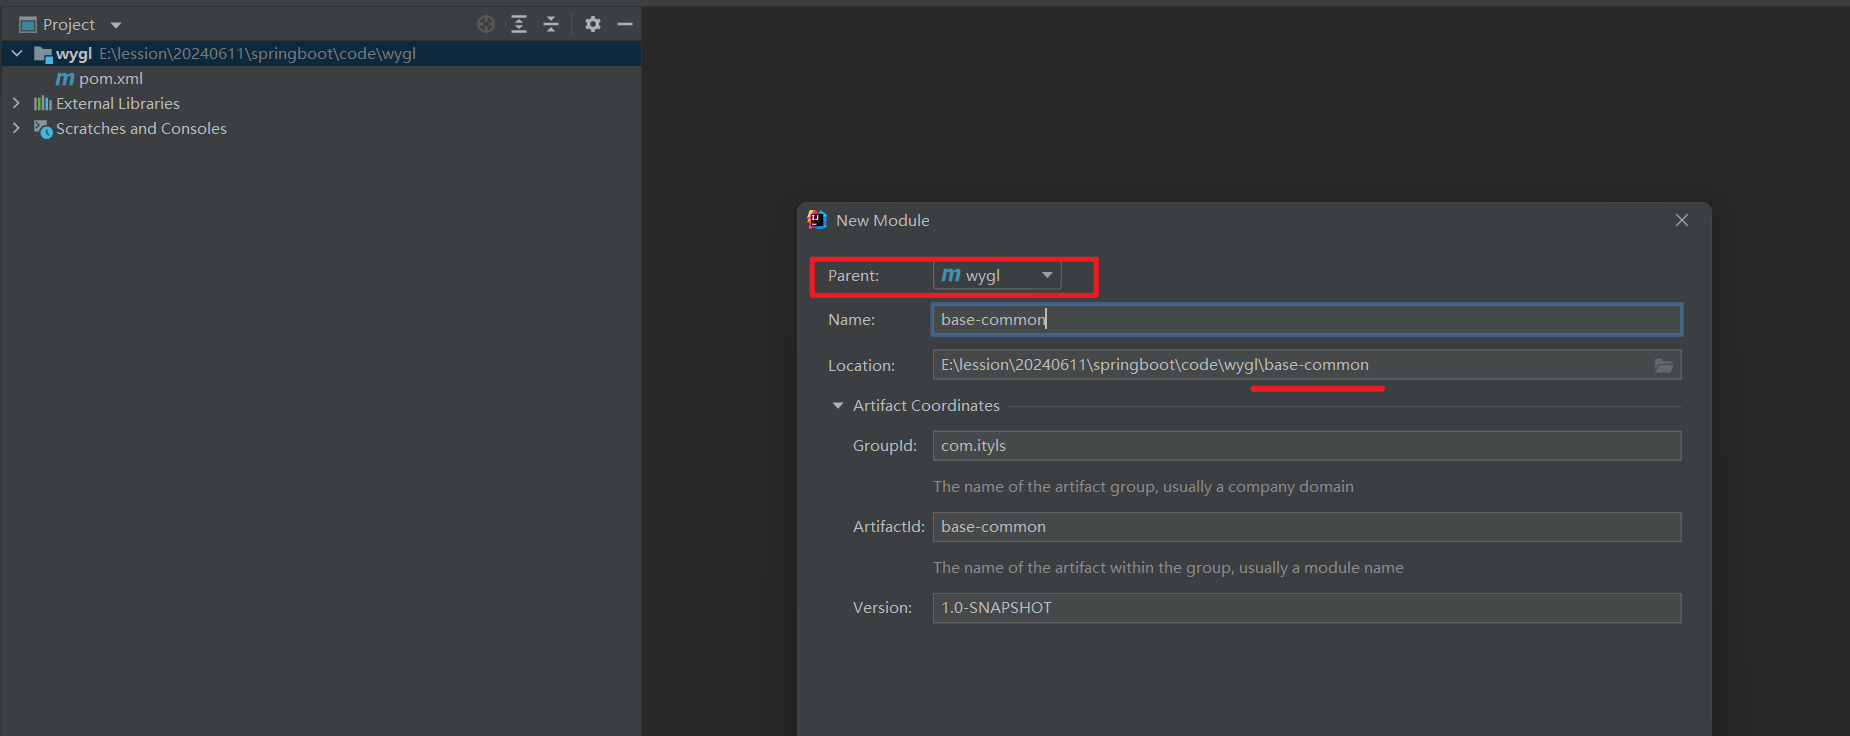 Project
wygl E:\lession\20240611\springboot\code\wygl
m pom.xml
External Libraries
Scratches and Consoles
New Module
Parent: m wygl
Name: base-common
Location: E:\lession\20240611\springboot\code\wygl\base-common
Artifact Coordinates
GroupId: com.ityls
The name of the artifact group, usually a company domain
ArtifactId: base-common
The name of the artifact within the group, usually a module name
Version: 1.0-SNAPSHOT